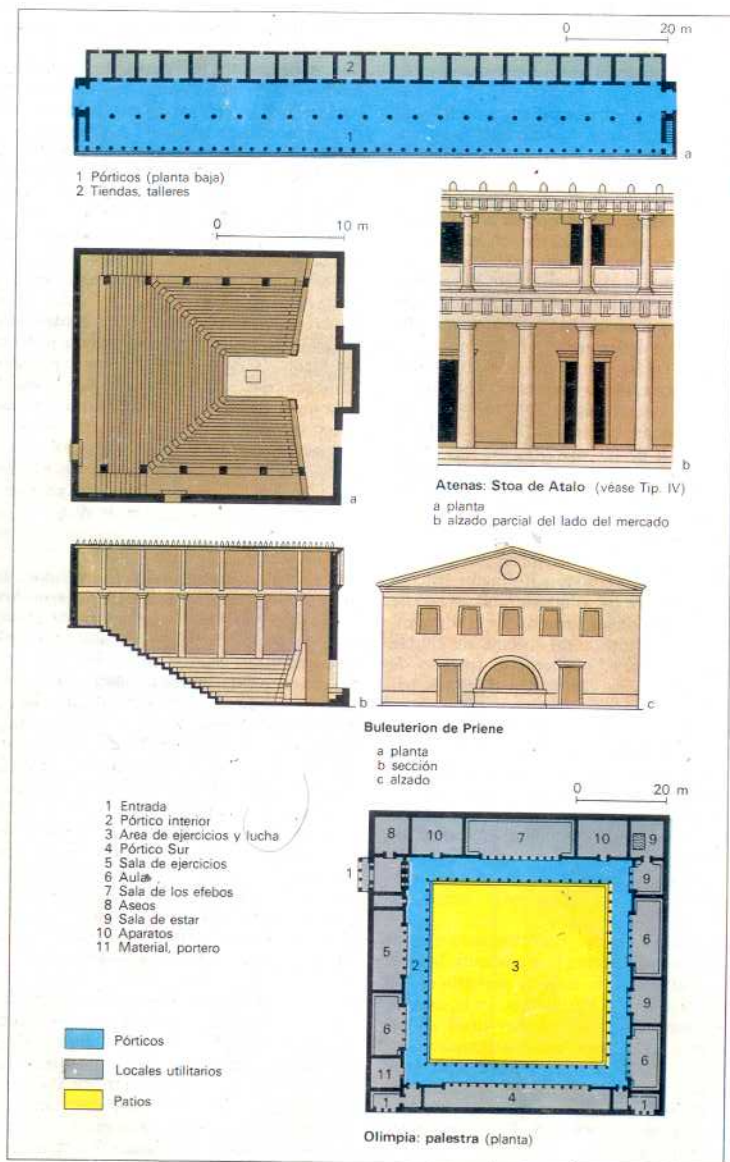 0 20 m
2
1
a
1 Pórticos (planta baja)
2 Tiendas, talleres
0 10 m
a
b
Atenas: Stoa de Atalo (véase Tip. IV)
a planta
b alzado parcial del lado del mercado
b
c
Buleuterion de Priene
a planta
b sección
c alzado
1 Entrada
2 Pórtico interior
3 Area de ejercicios y lucha
4 Pórtico Sur
5 Sala de ejercicios
6 Aula
7 Sala de los efebos
8 Aseos
9 Sala de estar
10 Aparatos
11 Material, portero
Pórticos
Locales utilitarios
Patios
0 20 m
8 10 7 10 9
1
9
5 2 3 6
9
6
6
11
4
1 1
Olimpia: palestra (planta)